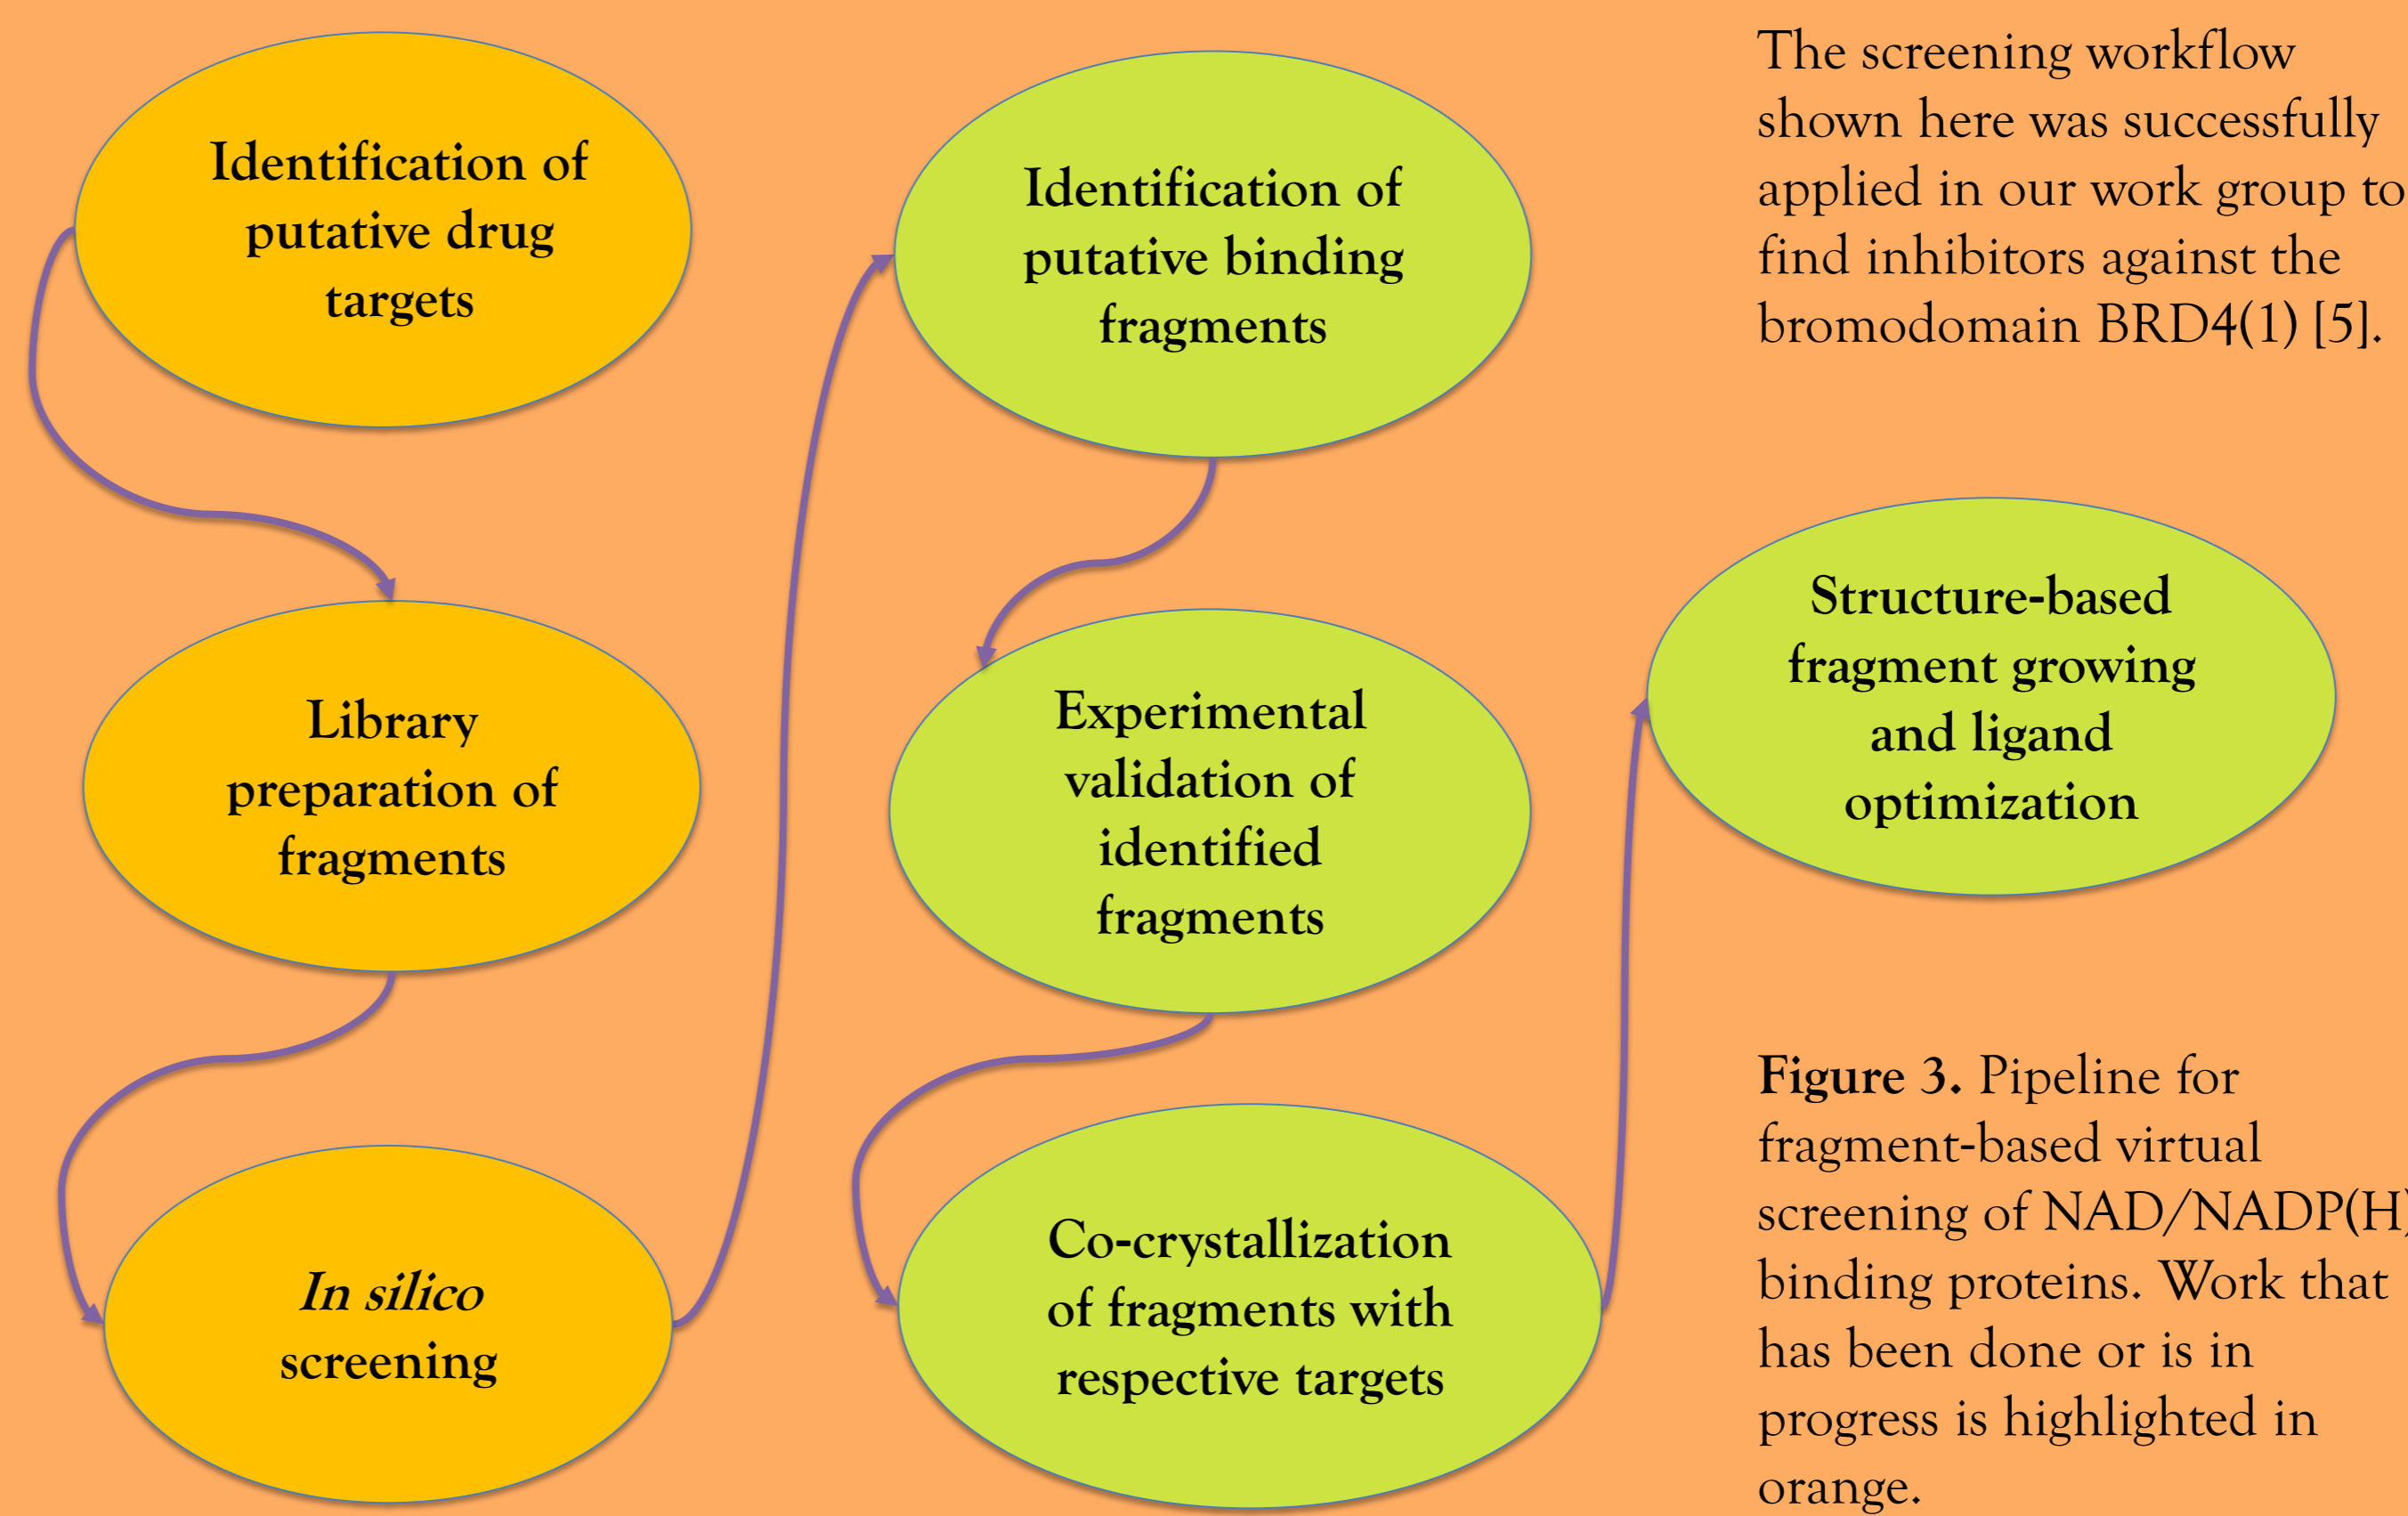 Identification of
putative drug
targets
Library
preparation of
fragments
In silico
screening
Identification of
putative binding
fragments
Experimental
validation of
identified
fragments
Co-crystallization
of fragments with
respective targets
Structure-based
fragment growing
and ligand
optimization
The screening workflow
shown here was successfully
applied in our work group to
find inhibitors against the
bromodomain BRD4(1) [5].
Figure 3. Pipeline for
fragment-based virtual
screening of NAD/NADP(H)
binding proteins. Work that
has been done or is in
progress is highlighted in
orange.